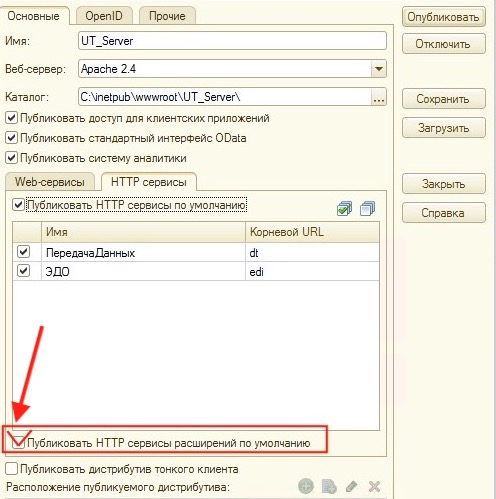 Основные OpenID Прочие
Опубликовать
Имя: UT_Server
Отключить
Веб-сервер: Apache 2.4
Каталог: C:\inetpub\wwwroot\UT_Server\ ...
Сохранить
Публиковать доступ для клиентских приложений
Загрузить
Публиковать стандартный интерфейс OData
Публиковать систему аналитики
Web-сервисы HTTP сервисы
Закрыть
Публиковать HTTP сервисы по умолчанию
Справка
Имя Корневой URL
ПередачаДанных dt
ЭДО edi
Публиковать HTTP сервисы расширений по умолчанию
Публиковать дистрибутив тонкого клиента
Расположение публикуемого дистрибутива: